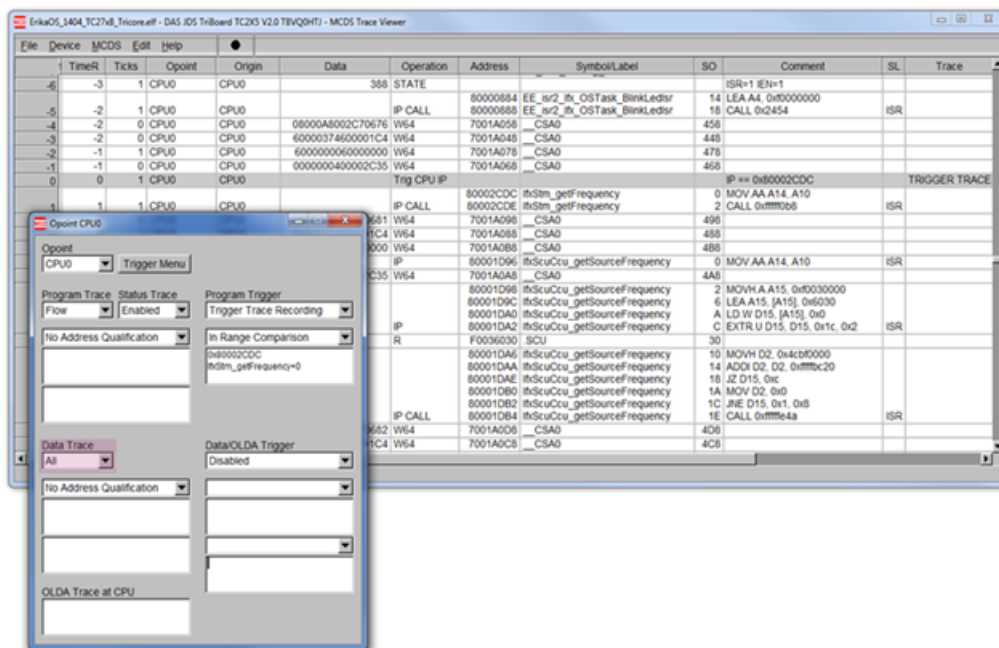 ErikaOS_1404_TC27xB_Tricore.elf - DAS JDS TriBoard TC2X5 V2.0 TBVQ0HTJ - MCDS Trace Viewer
File Device MCDS Edit Help
TimeR Ticks Opoint Origin Data Operation Address Symbol/Label SO Comment SL Trace
-6 -3 1 CPU0 CPU0 388 STATE ISR=1 IEN=1
80000884 EE_isr2_Ifx_OSTask_BlinkLedIsr 14 LEA A4, 0xf0000000
-5 -2 1 CPU0 CPU0 IP CALL 80000888 EE_isr2_Ifx_OSTask_BlinkLedIsr 18 CALL 0x2454 ISR
-4 -2 0 CPU0 CPU0 08000A8002C70676 W64 7001A058 __CSA0 458
-3 -2 0 CPU0 CPU0 60000374600001C4 W64 7001A048 __CSA0 448
-2 -1 1 CPU0 CPU0 6000000060000000 W64 7001A078 __CSA0 478
-1 -1 0 CPU0 CPU0 0000000400002C35 W64 7001A068 __CSA0 468
0 0 1 CPU0 CPU0 Trig CPU IP IP == 0x80002CDC TRIGGER TRACE
80002CDC IfxStm_getFrequency 0 MOV.AA A14, A10
1 1 1 CPU0 CPU0 IP CALL 80002CDE IfxStm_getFrequency 2 CALL 0xfffff0b8 ISR
681 W64 7001A098 __CSA0 498
1C4 W64 7001A088 __CSA0 488
0000 W64 7001A0B8 __CSA0 4B8
IP 80001D96 IfxScuCcu_getSourceFrequency 0 MOV.AA A14, A10 ISR
2C35 W64 7001A0A8 __CSA0 4A8
80001D98 IfxScuCcu_getSourceFrequency 2 MOVH.A A15, 0xf0030000
80001D9C IfxScuCcu_getSourceFrequency 6 LEA A15, [A15], 0x6030
80001DA0 IfxScuCcu_getSourceFrequency A LD.W D15, [A15], 0x0
IP 80001DA2 IfxScuCcu_getSourceFrequency C EXTR.U D15, D15, 0x1c, 0x2 ISR
R F0036030 .SCU 30
80001DA6 IfxScuCcu_getSourceFrequency 10 MOVH D2, 0x4cbf0000
80001DAA IfxScuCcu_getSourceFrequency 14 ADDI D2, D2, 0xffffbc20
80001DAE IfxScuCcu_getSourceFrequency 18 JZ D15, 0xc
80001DB0 IfxScuCcu_getSourceFrequency 1A MOV D2, 0x0
80001DB2 IfxScuCcu_getSourceFrequency 1C JNE D15, 0x1, 0x8
IP CALL 80001DB4 IfxScuCcu_getSourceFrequency 1E CALL 0xfffffe4a ISR
0682 W64 7001A0D8 __CSA0 4D8
01C4 W64 7001A0C8 __CSA0 4C8
Opoint CPU0
Opoint
CPU0 Trigger Menu
Program Trace Status Trace Program Trigger
Flow Enabled Trigger Trace Recording
No Address Qualification In Range Comparison
0x80002CDC
IfxStm_getFrequency=0
Data Trace Data/OLDA Trigger
All Disabled
No Address Qualification
OLDA Trace at CPU